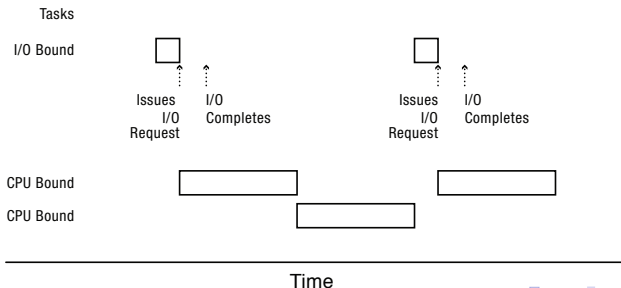 Tasks
I/O Bound
Issues
I/O
Request
I/O
Completes
Issues
I/O
Request
I/O
Completes
CPU Bound
CPU Bound
Time